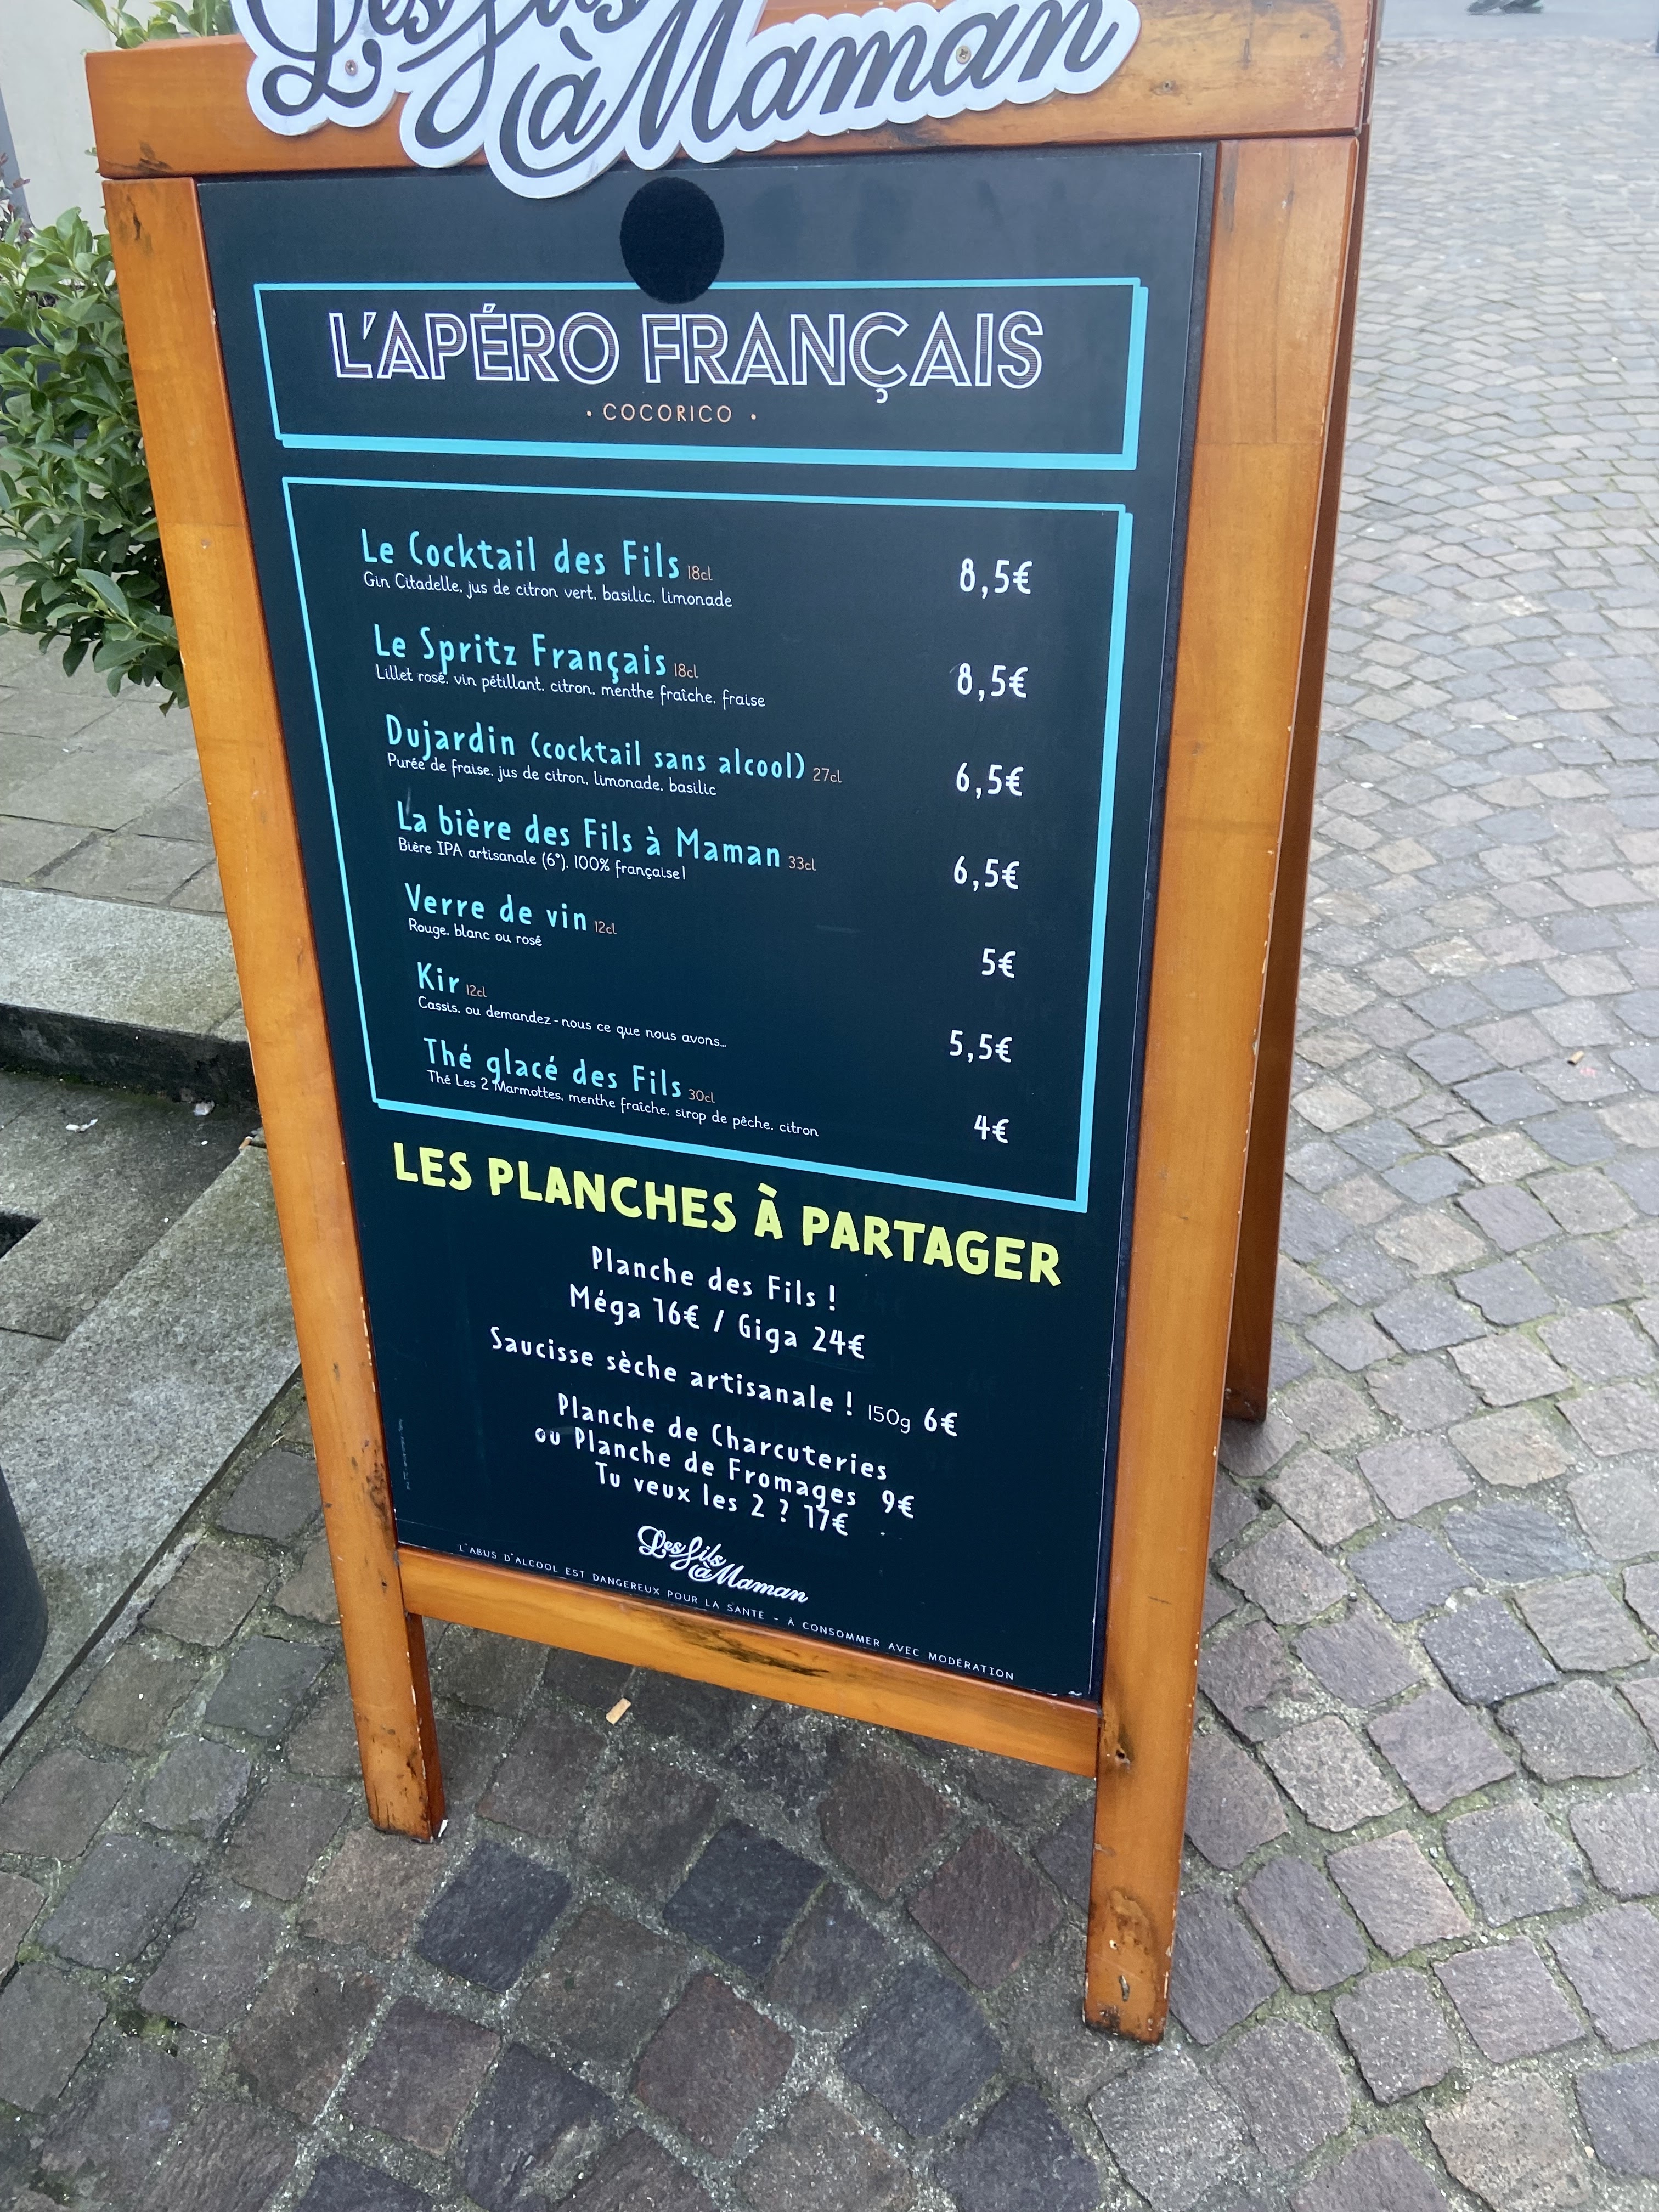 Les fils
à Maman
L'APÉRO FRANÇAIS
• COCORICO •
Le Cocktail des Fils 18cl 8,5€
Gin Citadelle, jus de citron vert, basilic, limonade
Le Spritz Français 18cl 8,5€
Lillet rosé, vin pétillant, citron, menthe fraîche, fraise
Dujardin (cocktail sans alcool) 27cl 6,5€
Purée de fraise, jus de citron, limonade, basilic
La bière des Fils à Maman 33cl 6,5€
Bière IPA artisanale (6°), 100% française!
Verre de vin 12cl 5€
Rouge, blanc ou rosé
Kir 12cl 5,5€
Cassis, ou demandez-nous ce que nous avons...
Thé glacé des Fils 30cl 4€
Thé Les 2 Marmottes, menthe fraîche, sirop de pêche, citron
LES PLANCHES À PARTAGER
Planche des Fils !
Méga 16€ / Giga 24€
Saucisse sèche artisanale ! 150g 6€
Planche de Charcuteries
ou Planche de Fromages 9€
Tu veux les 2 ? 17€
Les fils
à Maman
L'ABUS D'ALCOOL EST DANGEREUX POUR LA SANTÉ - À CONSOMMER AVEC MODÉRATION